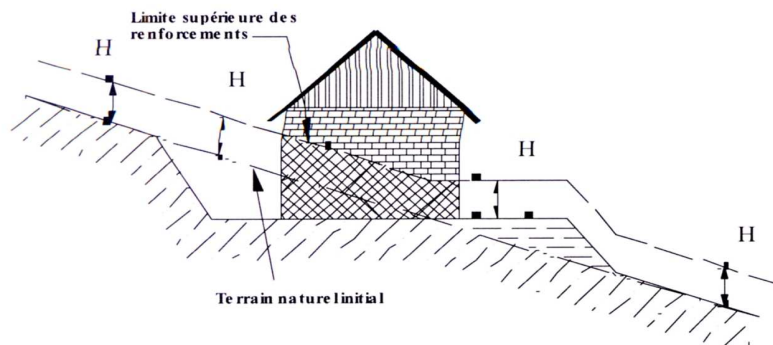 Limite supérieure des
renforcements
H
H
H
H
Terrain naturel initial